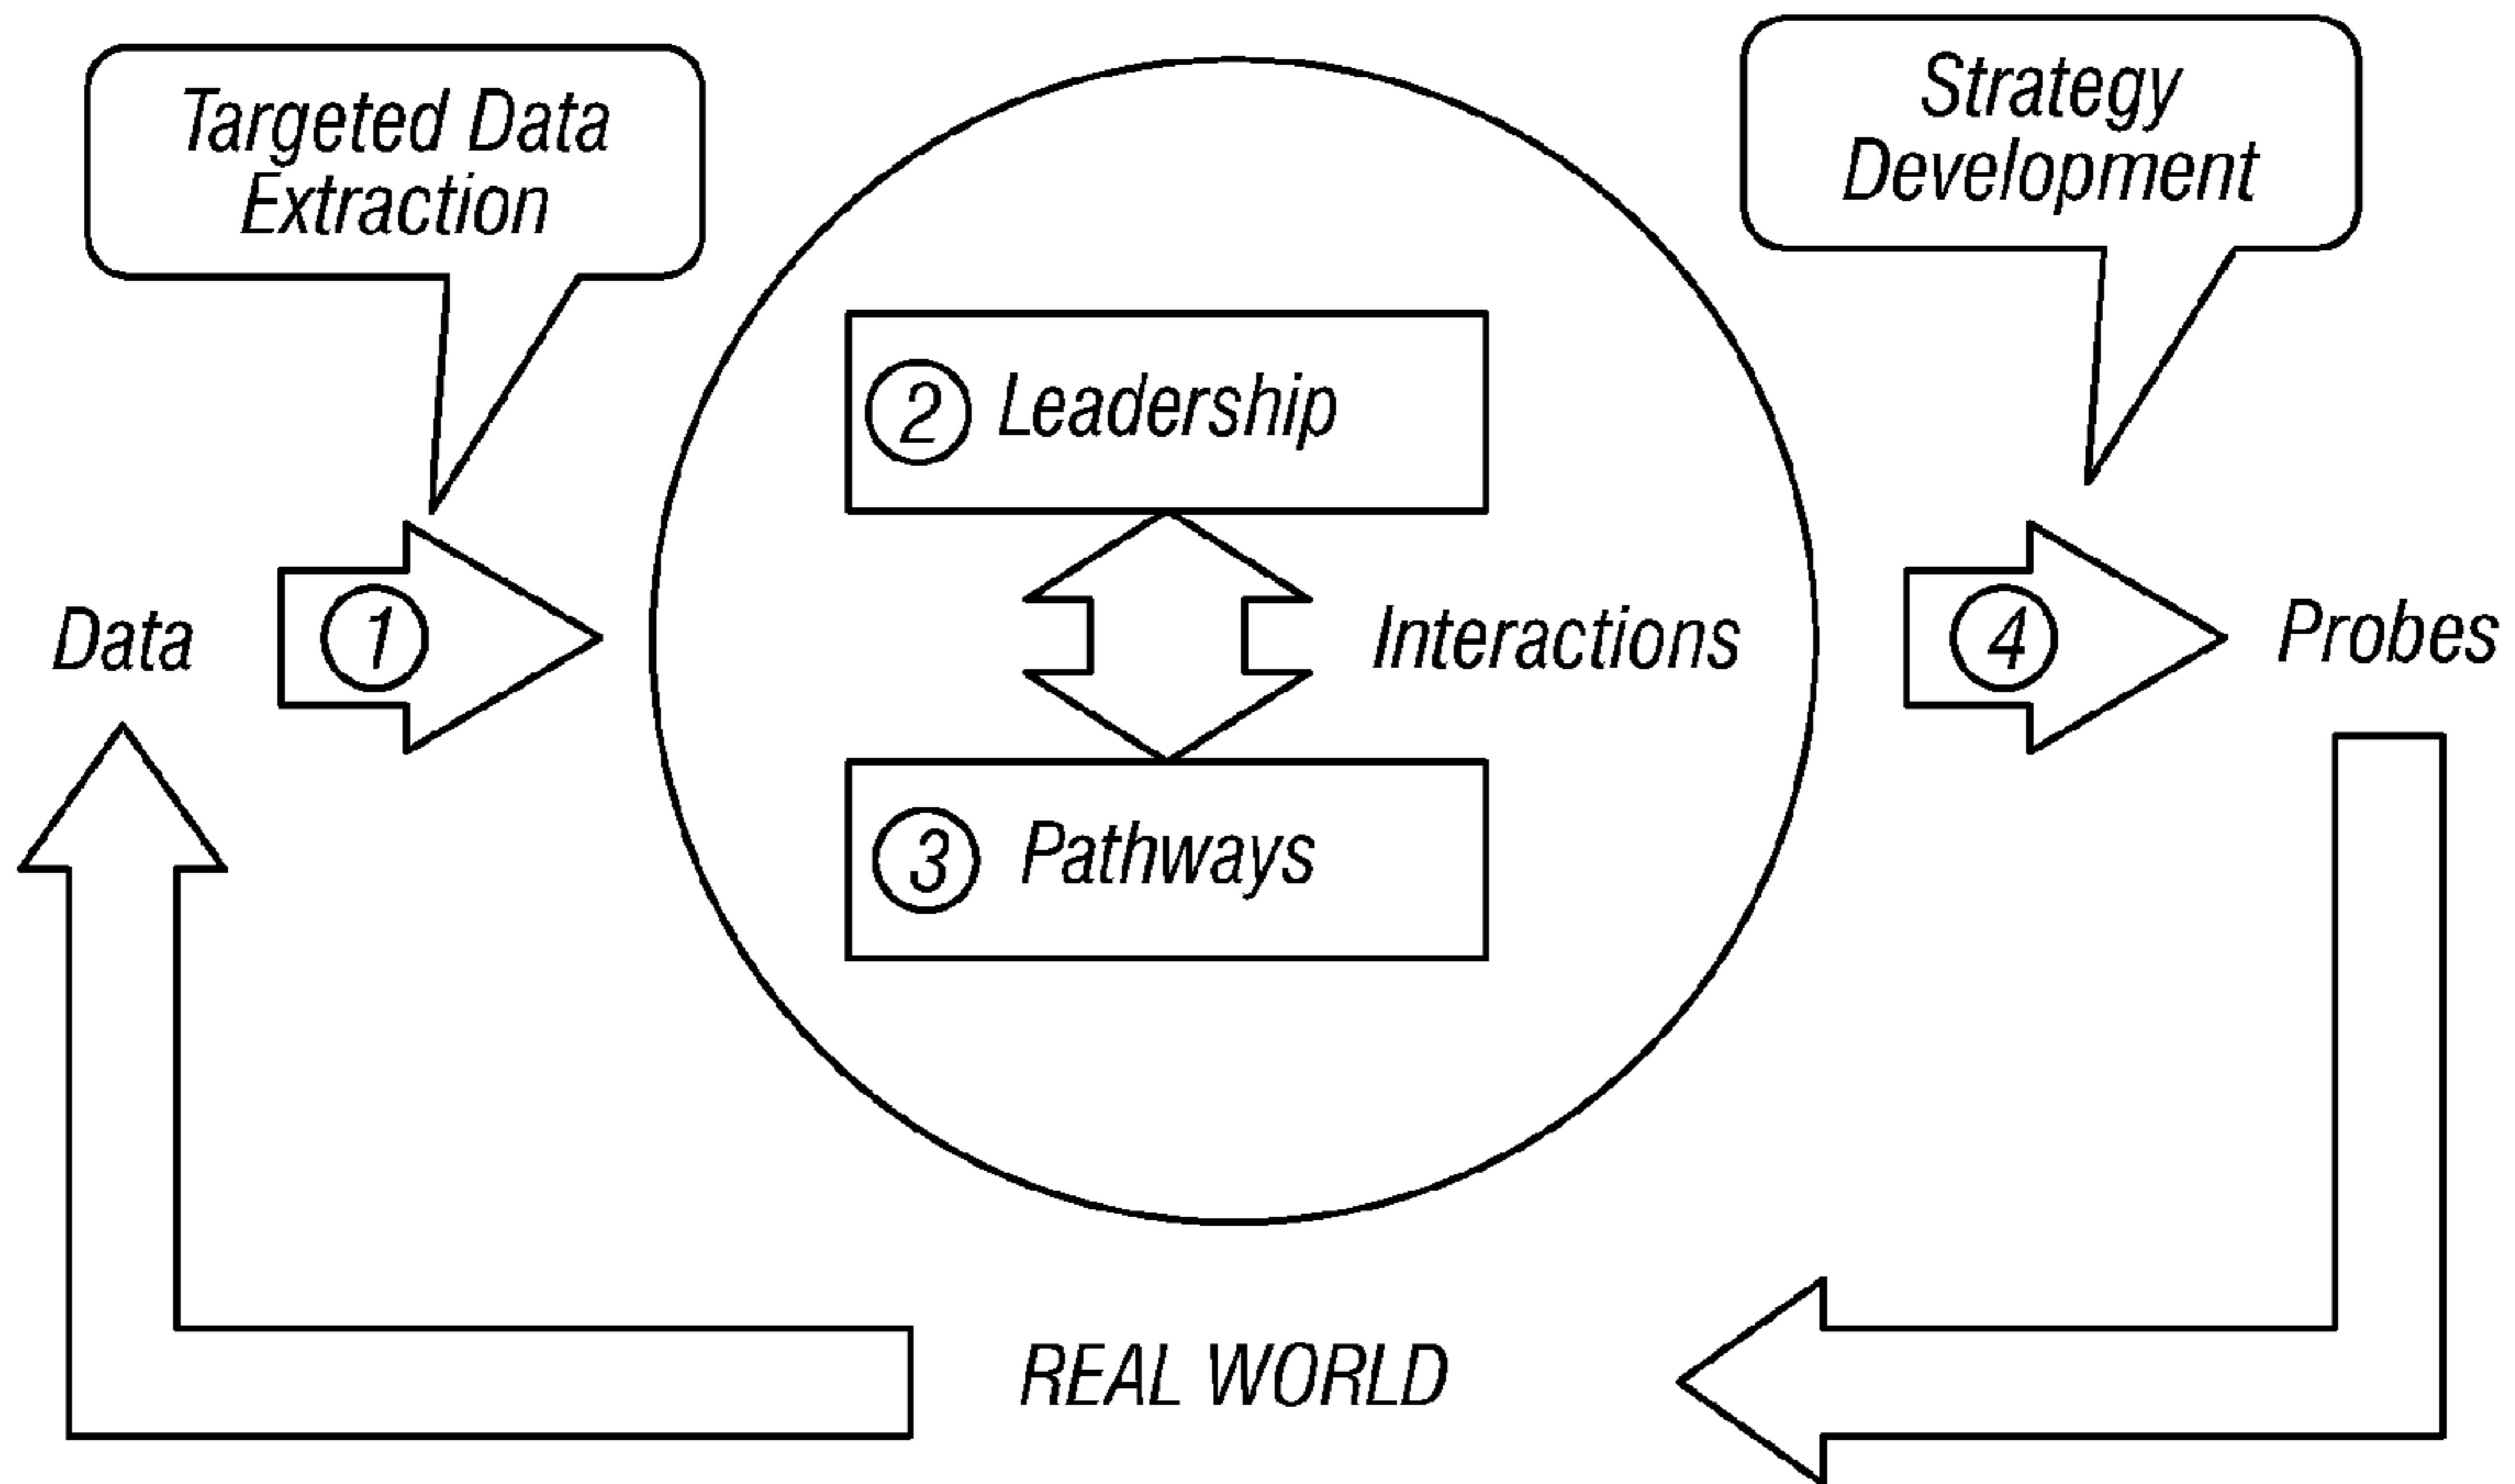 Targeted Data
Extraction
Strategy
Development
2 Leadership
Data
1
Interactions
4
Probes
3 Pathways
REAL WORLD